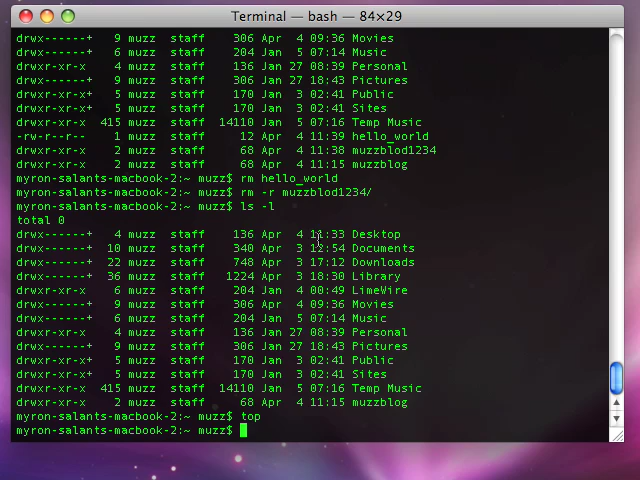 Terminal — bash — 84×29
drwx------+ 9 muzz staff 306 Apr 4 09:36 Movies
drwx------+ 6 muzz staff 204 Jan 5 07:14 Music
drwxr-xr-x 4 muzz staff 136 Jan 27 08:39 Personal
drwx------+ 9 muzz staff 306 Jan 27 18:43 Pictures
drwxr-xr-x+ 5 muzz staff 170 Jan 3 02:41 Public
drwxr-xr-x+ 5 muzz staff 170 Jan 3 02:41 Sites
drwxr-xr-x 415 muzz staff 14110 Jan 5 07:16 Temp Music
-rw-r--r-- 1 muzz staff 12 Apr 4 11:39 hello_world
drwxr-xr-x 2 muzz staff 68 Apr 4 11:38 muzzblod1234
drwxr-xr-x 2 muzz staff 68 Apr 4 11:15 muzzblog
myron-salants-macbook-2:~ muzz$ rm hello_world
myron-salants-macbook-2:~ muzz$ rm -r muzzblod1234/
myron-salants-macbook-2:~ muzz$ ls -l
total 0
drwx------+ 4 muzz staff 136 Apr 4 11:33 Desktop
drwx------+ 10 muzz staff 340 Apr 3 12:54 Documents
drwx------+ 22 muzz staff 748 Apr 3 17:12 Downloads
drwx------+ 36 muzz staff 1224 Apr 3 18:30 Library
drwxr-xr-x 6 muzz staff 204 Jan 4 00:49 LimeWire
drwx------+ 9 muzz staff 306 Apr 4 09:36 Movies
drwx------+ 6 muzz staff 204 Jan 5 07:14 Music
drwxr-xr-x 4 muzz staff 136 Jan 27 08:39 Personal
drwx------+ 9 muzz staff 306 Jan 27 18:43 Pictures
drwxr-xr-x+ 5 muzz staff 170 Jan 3 02:41 Public
drwxr-xr-x+ 5 muzz staff 170 Jan 3 02:41 Sites
drwxr-xr-x 415 muzz staff 14110 Jan 5 07:16 Temp Music
drwxr-xr-x 2 muzz staff 68 Apr 4 11:15 muzzblog
myron-salants-macbook-2:~ muzz$ top
myron-salants-macbook-2:~ muzz$